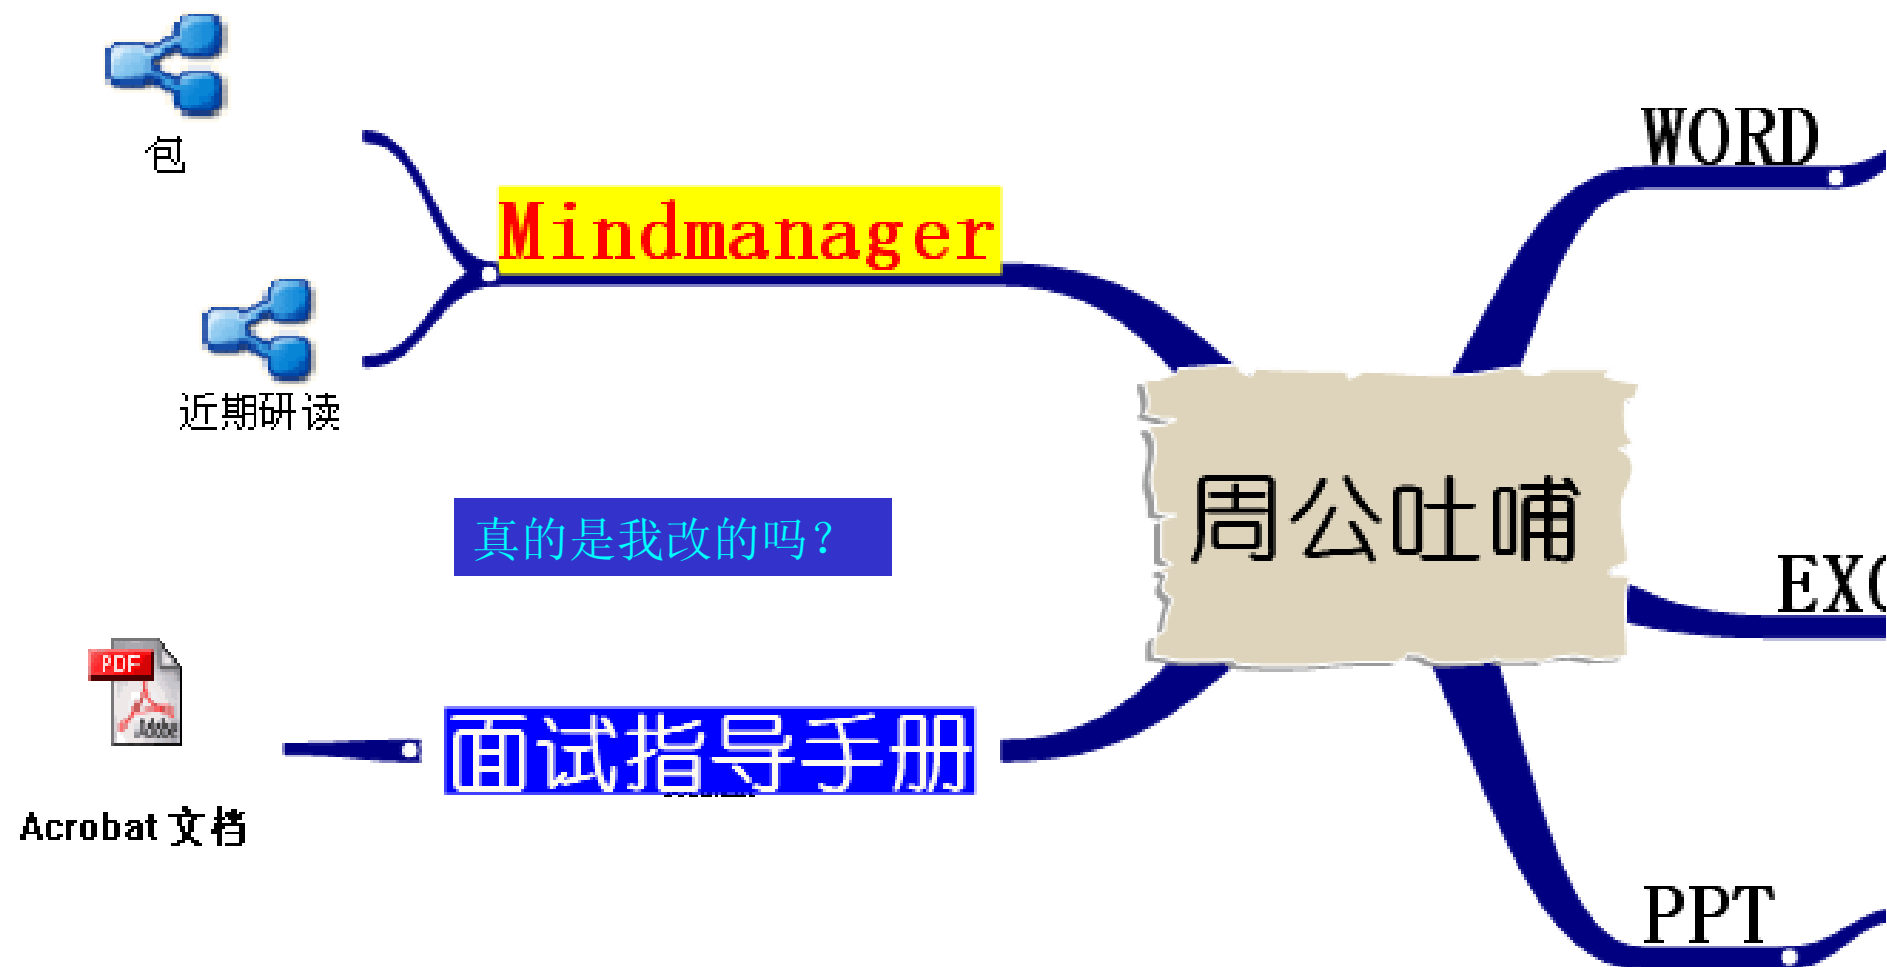 包
WORD
Mindmanager
近期研读
周公吐哺
真的是我改的吗?
EXC
PDF
Adobe
面试指导手册
Acrobat 文档
PPT